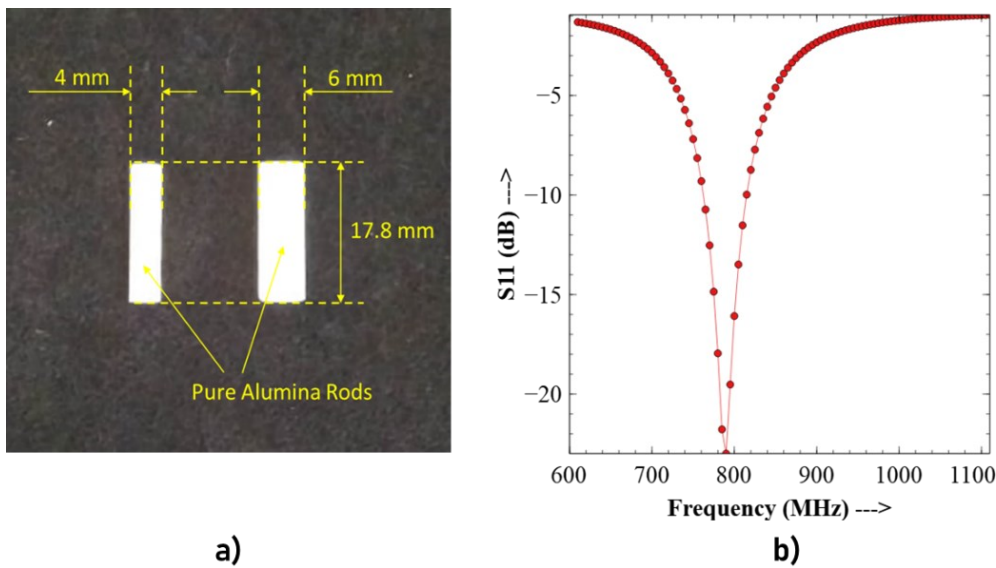 4 mm
6 mm
17.8 mm
Pure Alumina Rods
a)
S11 (dB) --->
−5
−10
−15
−20
600
700
800
900
1000
1100
Frequency (MHz) --->
b)